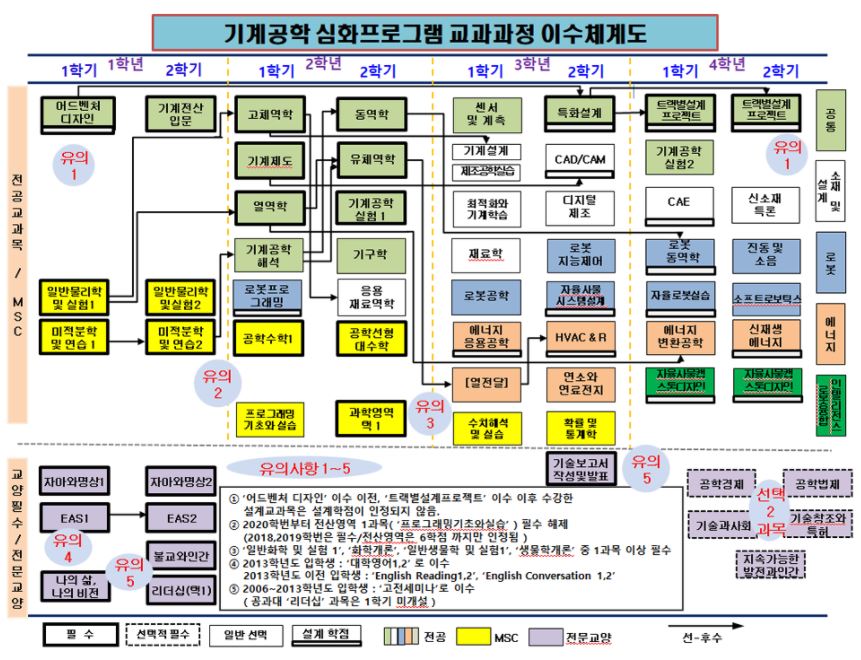 기계공학 심화프로그램 교과과정 이수체계도
1학년
2학년
3학년
4학년
1학기
2학기
1학기
2학기
1학기
2학기
1학기
2학기
전공교과목 / MSC
어드벤처
디자인
기계전산
입문
고체역학
동역학
센서
및 계측
특화설계
트랙별설계
프로젝트
트랙별설계
프로젝트
공통
유의
1
기계제도
유체역학
기계설계
제조공학실습
CAD/CAM
기계공학
실험2
유의
1
열역학
기계공학
실험1
최적화와
기계학습
디지털
제조
CAE
신소재
특론
소재 및
설계
기계공학
해석
기구학
재료학
로봇
지능제어
로봇
동역학
진동 및
소음
로봇
일반물리학
및 실험1
일반물리학
및실험2
로봇프로
그래밍
응용
재료역학
로봇공학
자율사물
시스템설계
자율로봇실습
소프트로보틱스
미적분학
및 연습 1
미적분학
및 연습2
공학수학1
공학선형
대수학
에너지
응용공학
HVAC & R
에너지
변환공학
신재생
에너지
에너지
유의
2
[열전달]
연소와
연료전지
자율사물캡
스톤디자인
자율사물캡
스톤디자인
프로그래밍
기초와실습
과학영역
택 1
유의
3
수치해석
및 실습
확률 및
통계학
교양필수/전문교양
자아와명상1
자아와명상2
유의사항 1~5
기술보고서
작성및발표
유의
5
공학경제
공학법제
EAS1
EAS2
선택
2
과목
기술과사회
기술창조와
특허
유의
4
불교와인간
유의
5
나의 삶,
나의 비전
리더십(택1)
지속가능한
발전과인간
① '어드벤처 디자인' 이수 이전, '트랙별설계프로젝트' 이수 이후 수강한
설계교과목은 설계학점이 인정되지 않음.
② 2020학번부터 전산영역 1과목( '프로그래밍기초와실습' ) 필수 해제
(2018,2019학번은 필수/전산영역은 6학점 까지만 인정됨 )
③ '일반화학 및 실험 1', '화학개론', '일반생물학 및 실험1', '생물학개론' 중 1과목 이상 필수
④ 2013학년도 입학생 : '대학영어1,2' 로 이수
2013학년도 이전 입학생 : 'English Reading1,2', 'English Conversation 1,2'
⑤ 2006~2013학년도 입학생 : '고전세미나'로 이수
( 공과대 '리더십' 과목은 1학기 미개설 )
필 수
선택적 필수
일반 선택
설계 학점
전공
MSC
전문교양
선-후수